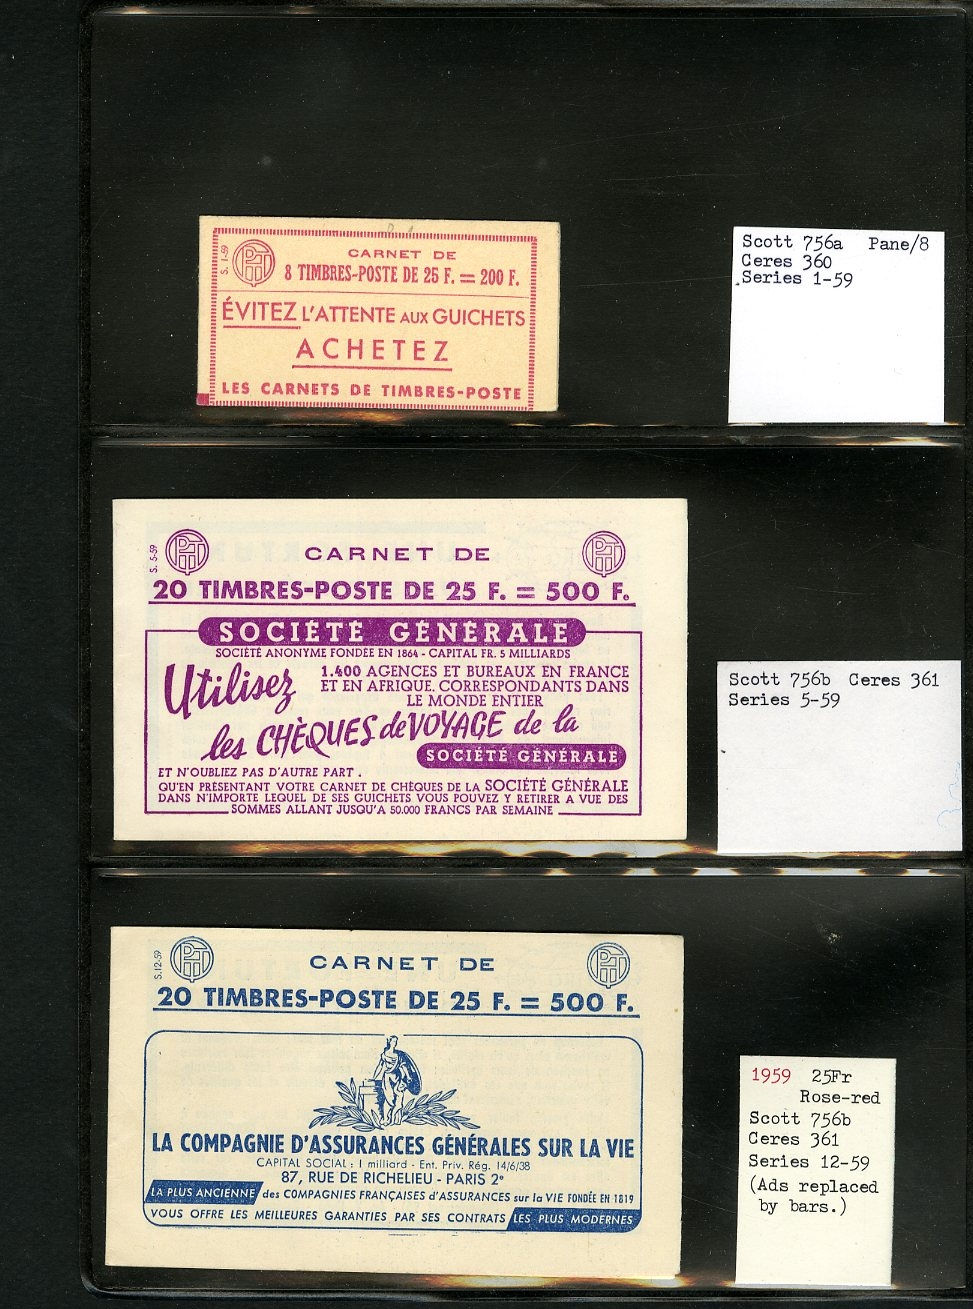 S. 1-59
PTT
CARNET DE
8 TIMBRES-POSTE DE 25 F. = 200 F.
ÉVITEZ L'ATTENTE AUX GUICHETS
ACHETEZ
LES CARNETS DE TIMBRES-POSTE
Scott 756a Pane/8
Ceres 360
Series 1-59
S. 5-59
PTT
CARNET DE
PTT
20 TIMBRES-POSTE DE 25 F. = 500 F.
SOCIÉTÉ GÉNÉRALE
SOCIÉTÉ ANONYME FONDÉE EN 1864 - CAPITAL FR. 5 MILLIARDS
Utilisez
1.400 AGENCES ET BUREAUX EN FRANCE
ET EN AFRIQUE. CORRESPONDANTS DANS
LE MONDE ENTIER
les CHÈQUES de VOYAGE de la
SOCIÉTÉ GÉNÉRALE
ET N'OUBLIEZ PAS D'AUTRE PART .
QU'EN PRÉSENTANT VOTRE CARNET DE CHÈQUES DE LA SOCIÉTÉ GÉNÉRALE
DANS N'IMPORTE LEQUEL DE SES GUICHETS VOUS POUVEZ Y RETIRER A VUE DES
SOMMES ALLANT JUSQU'A 50.000 FRANCS PAR SEMAINE
Scott 756b Ceres 361
Series 5-59
S. 12-59
PTT
CARNET DE
PTT
20 TIMBRES-POSTE DE 25 F. = 500 F.
LA COMPAGNIE D'ASSURANCES GÉNÉRALES SUR LA VIE
CAPITAL SOCIAL : 1 milliard - Ent. Priv. Rég. 14/6/38
87, RUE DE RICHELIEU - PARIS 2e
LA PLUS ANCIENNE des COMPAGNIES FRANÇAISES d'ASSURANCES sur la VIE FONDÉE EN 1819
VOUS OFFRE LES MEILLEURES GARANTIES PAR SES CONTRATS LES PLUS MODERNES
1959 25Fr
Rose-red
Scott 756b
Ceres 361
Series 12-59
(Ads replaced
by bars.)